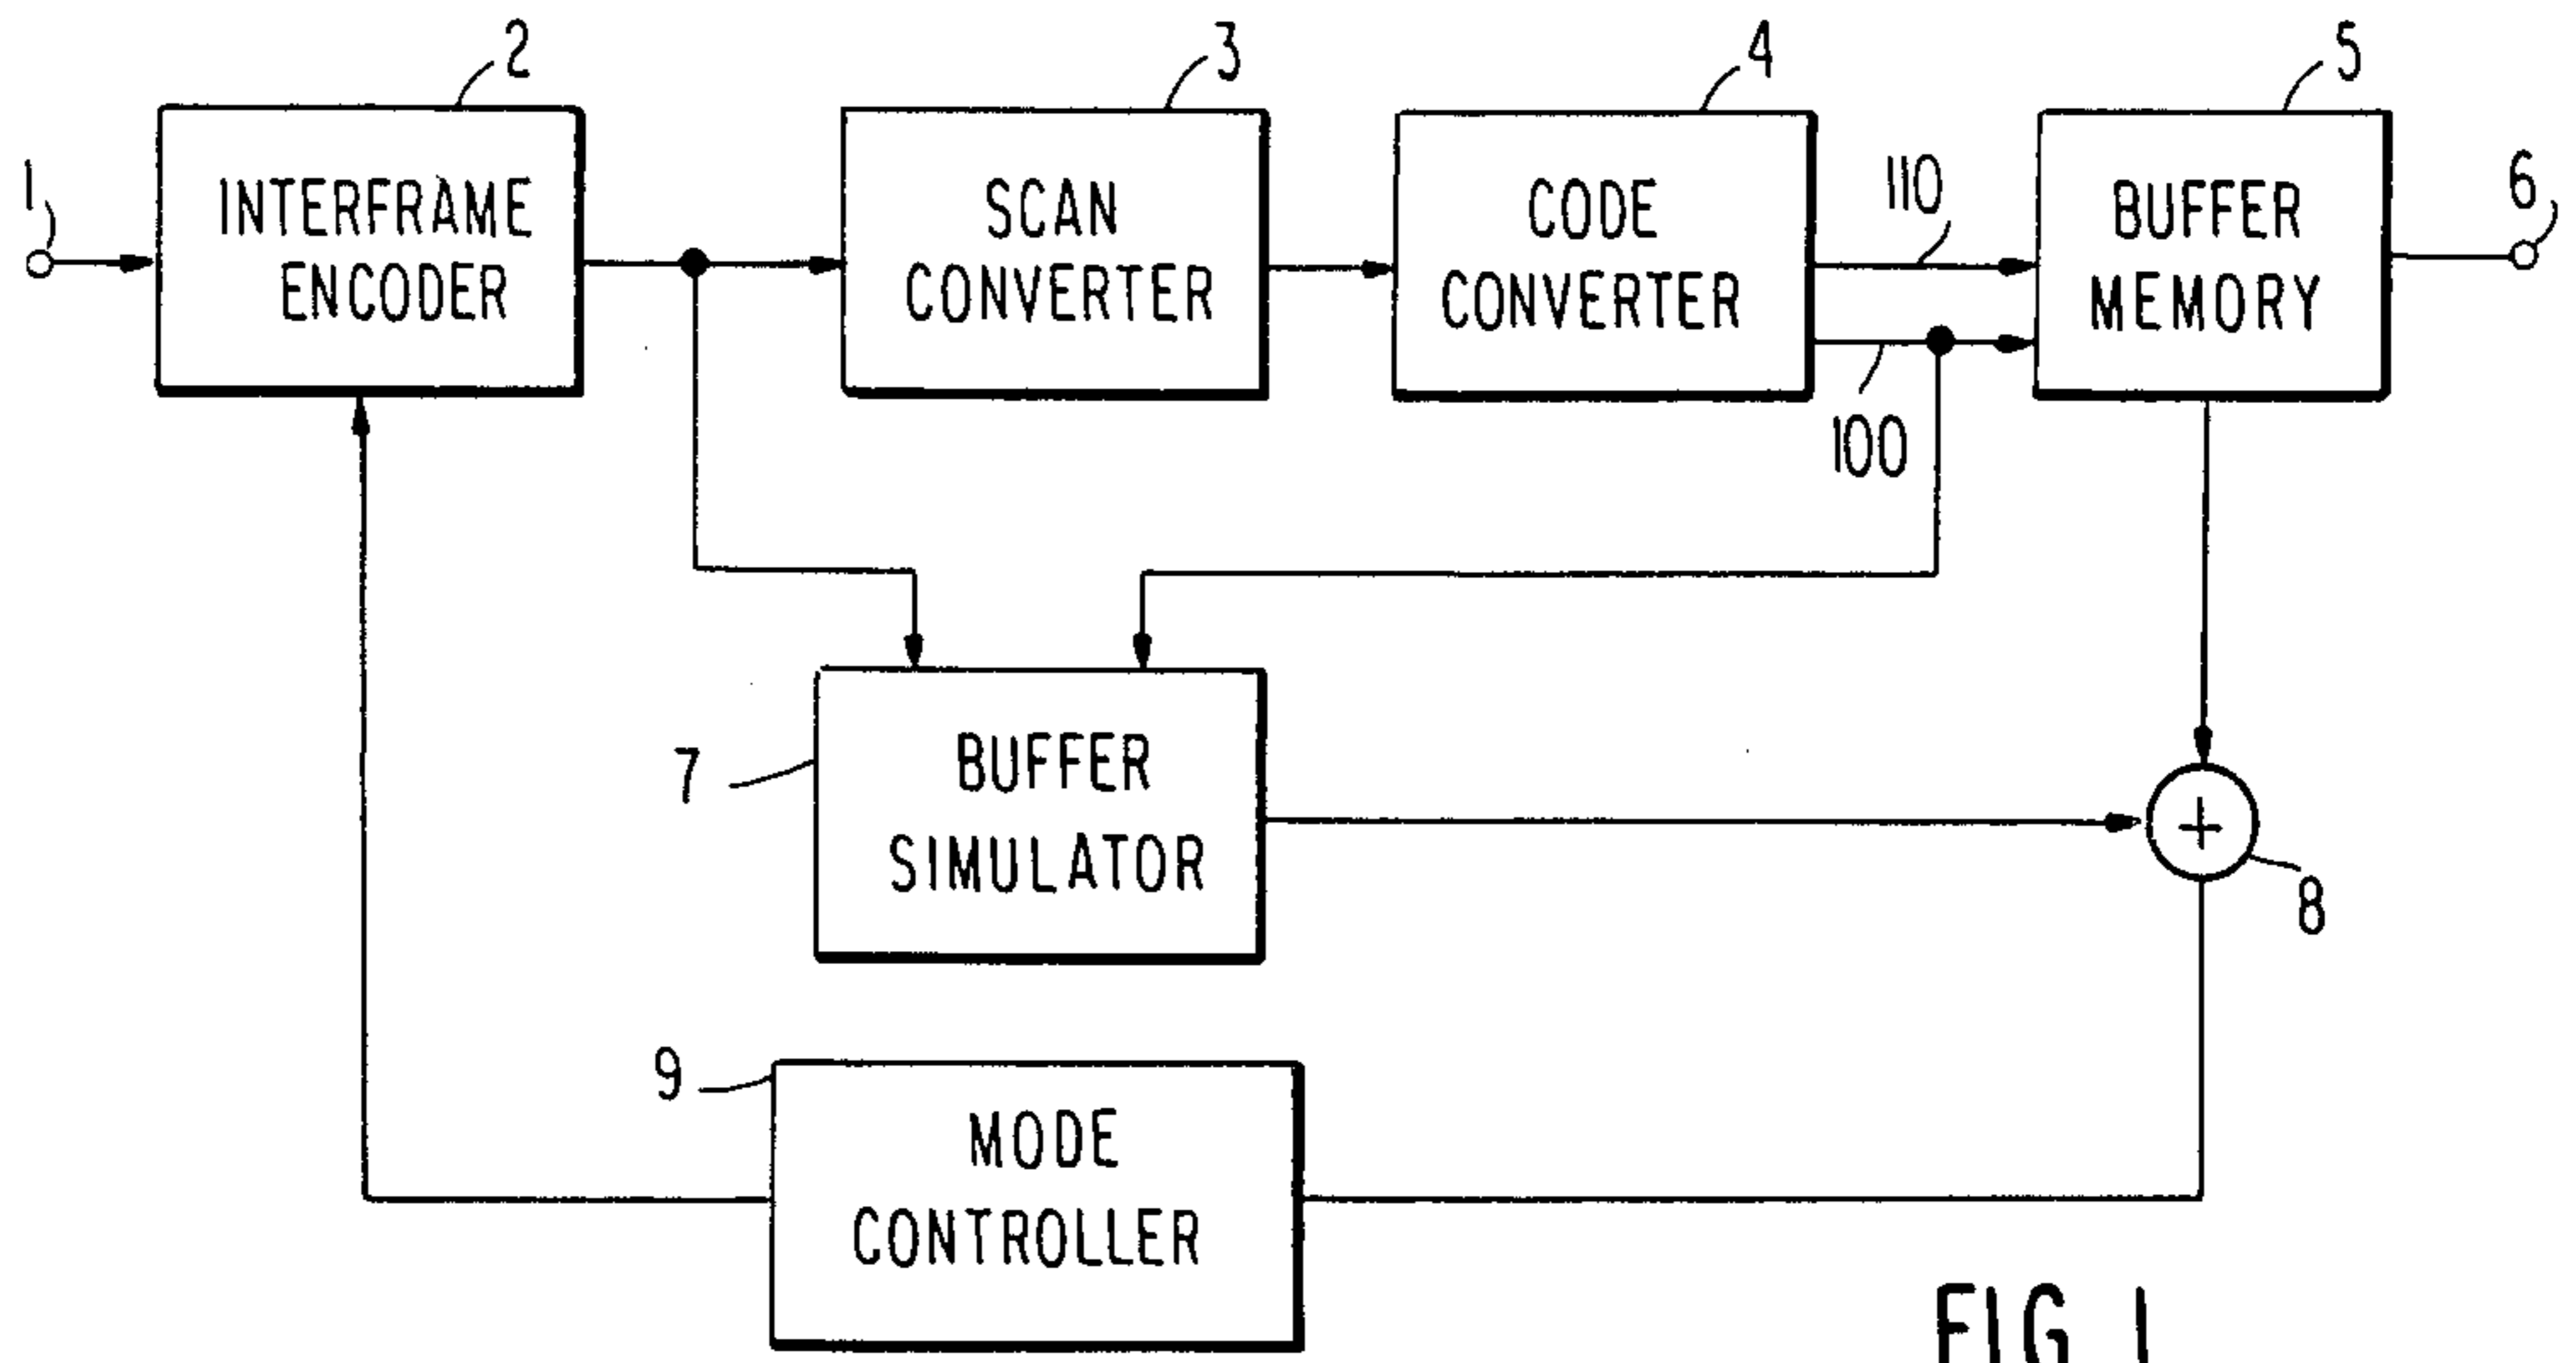 2
3
4
5
1
INTERFRAME
ENCODER
SCAN
CONVERTER
CODE
CONVERTER
110
100
BUFFER
MEMORY
6
7
BUFFER
SIMULATOR
+
8
9
MODE
CONTROLLER
FIG 1